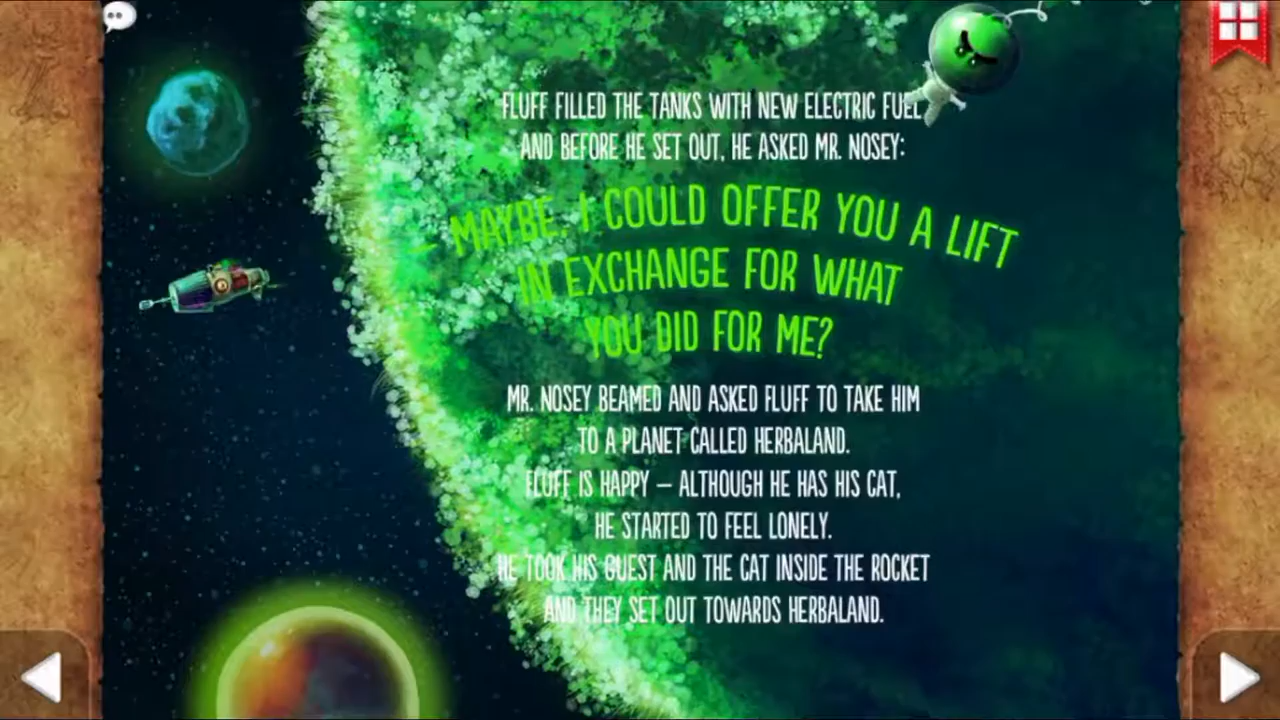 FLUFF FILLED THE TANKS WITH NEW ELECTRIC FUEL
AND BEFORE HE SET OUT, HE ASKED MR. NOSEY:
– MAYBE, I COULD OFFER YOU A LIFT
IN EXCHANGE FOR WHAT
YOU DID FOR ME?
MR. NOSEY BEAMED AND ASKED FLUFF TO TAKE HIM
TO A PLANET CALLED HERBALAND.
FLUFF IS HAPPY – ALTHOUGH HE HAS HIS CAT,
HE STARTED TO FEEL LONELY.
HE TOOK HIS GUEST AND THE CAT INSIDE THE ROCKET
AND THEY SET OUT TOWARDS HERBALAND.